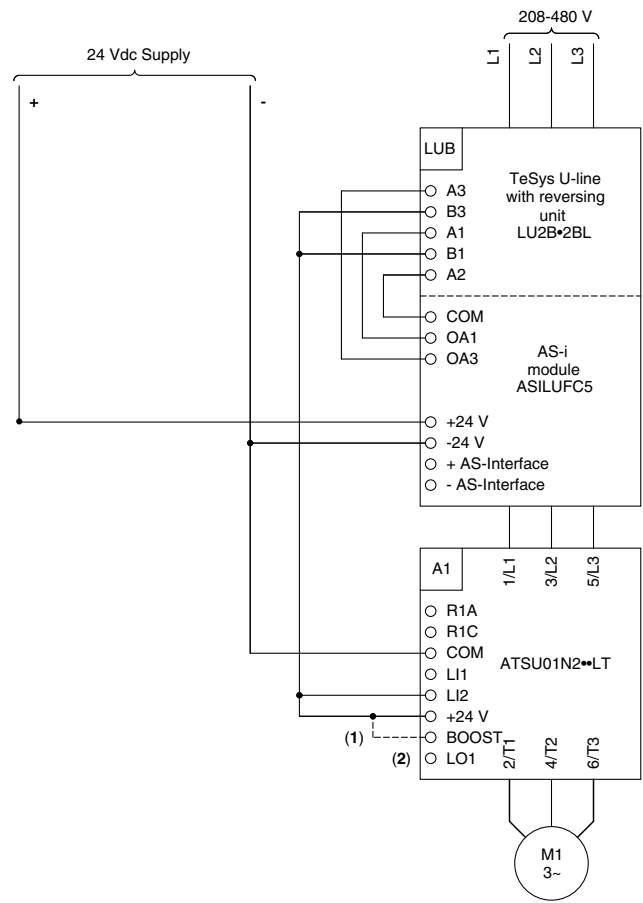 208-480 V
24 Vdc Supply
L1
L2
L3
+
-
LUB
TeSys U-line
with reversing
unit
LU2B•2BL
A3
B3
A1
B1
A2
COM
OA1
OA3
AS-i
module
ASILUFC5
+24 V
-24 V
+ AS-Interface
- AS-Interface
A1
1/L1
3/L2
5/L3
R1A
R1C
COM
ATSU01N2••LT
LI1
LI2
+24 V
(1)
BOOST
(2)
LO1
2/T1
4/T2
6/T3
M1
3~